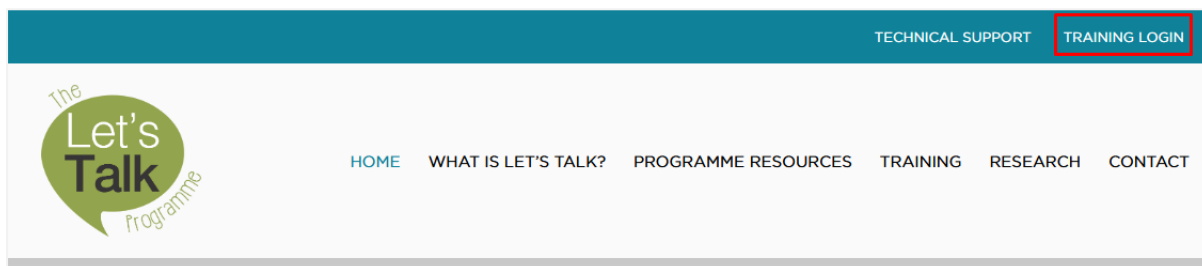 TECHNICAL SUPPORT TRAINING LOGIN
The
Let's
Talk
Programme
HOME WHAT IS LET'S TALK? PROGRAMME RESOURCES TRAINING RESEARCH CONTACT